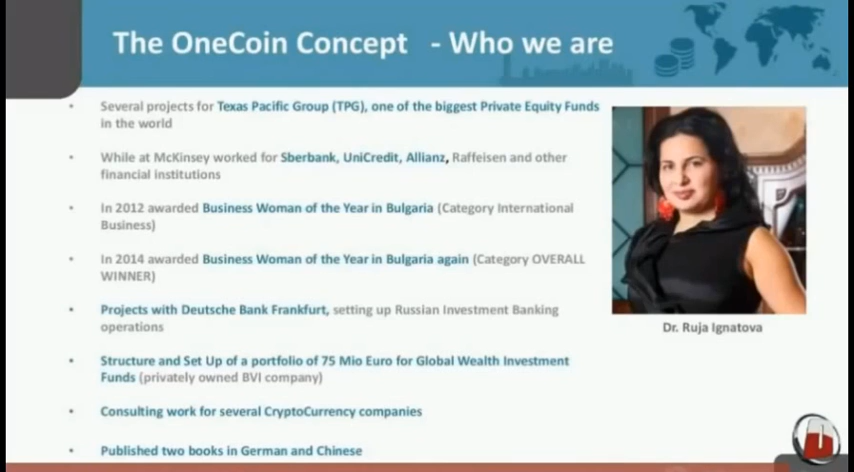 The OneCoin Concept - Who we are
• Several projects for Texas Pacific Group (TPG), one of the biggest Private Equity Funds
in the world
• While at McKinsey worked for Sberbank, UniCredit, Allianz, Raffeisen and other
financial institutions
• In 2012 awarded Business Woman of the Year in Bulgaria (Category International
Business)
• In 2014 awarded Business Woman of the Year in Bulgaria again (Category OVERALL
WINNER)
• Projects with Deutsche Bank Frankfurt, setting up Russian Investment Banking
operations
• Structure and Set Up of a portfolio of 75 Mio Euro for Global Wealth Investment
Funds (privately owned BVI company)
• Consulting work for several CryptoCurrency companies
• Published two books in German and Chinese
Dr. Ruja Ignatova